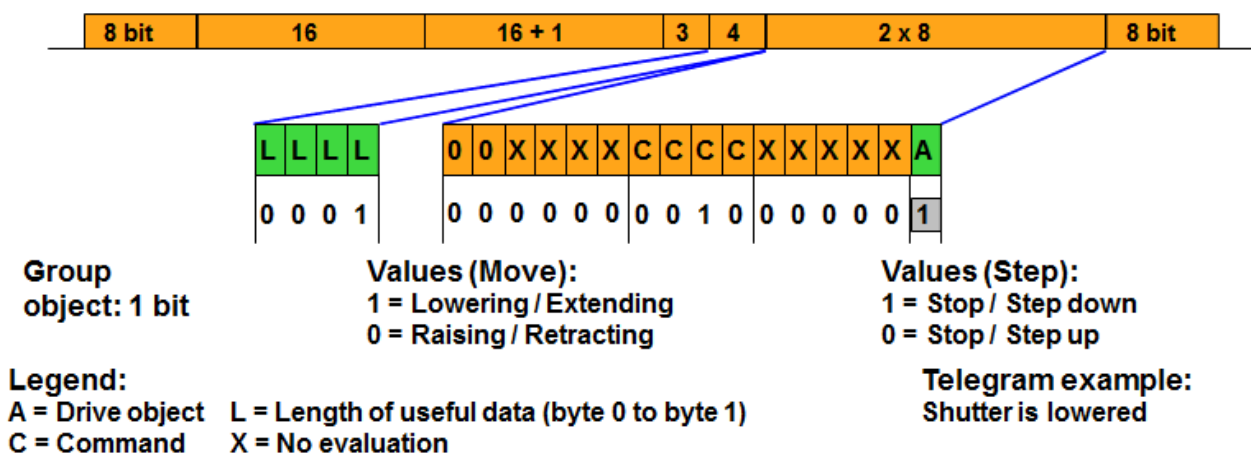 8 bit 16 16 + 1 3 4 2 x 8 8 bit
L L L L 0 0 X X X X C C C C X X X X X A
0 0 0 1 0 0 0 0 0 0 0 0 1 0 0 0 0 0 0 1
Group
object: 1 bit
Values (Move):
1 = Lowering / Extending
0 = Raising / Retracting
Values (Step):
1 = Stop / Step down
0 = Stop / Step up
Legend:
A = Drive object L = Length of useful data (byte 0 to byte 1)
C = Command X = No evaluation
Telegram example:
Shutter is lowered